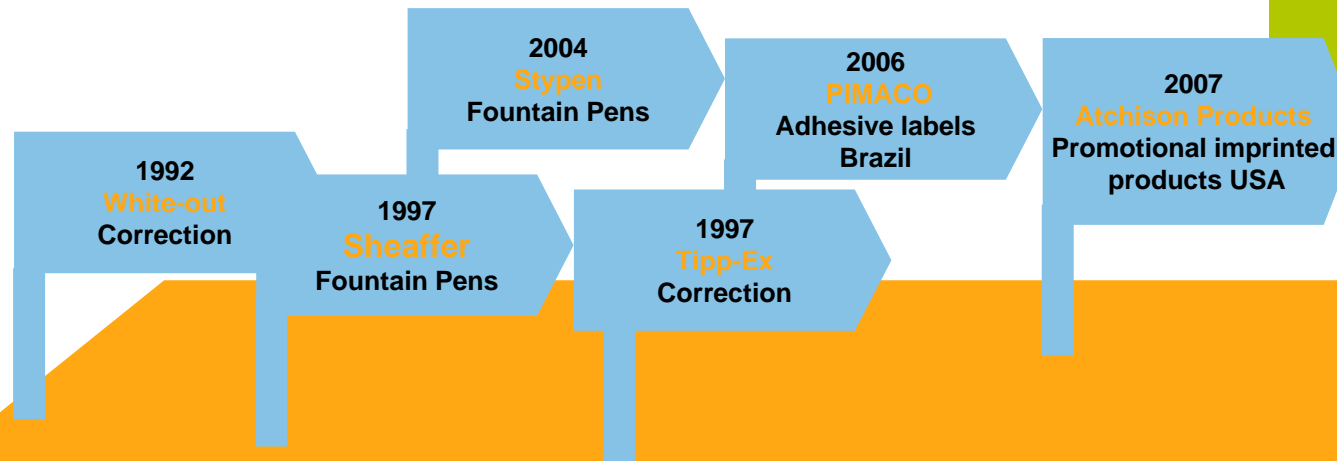 1992
White-out
Correction
1997
Sheaffer
Fountain Pens
2004
Stypen
Fountain Pens
1997
Tipp-Ex
Correction
2006
PIMACO
Adhesive labels
Brazil
2007
Atchison Products
Promotional imprinted
products USA